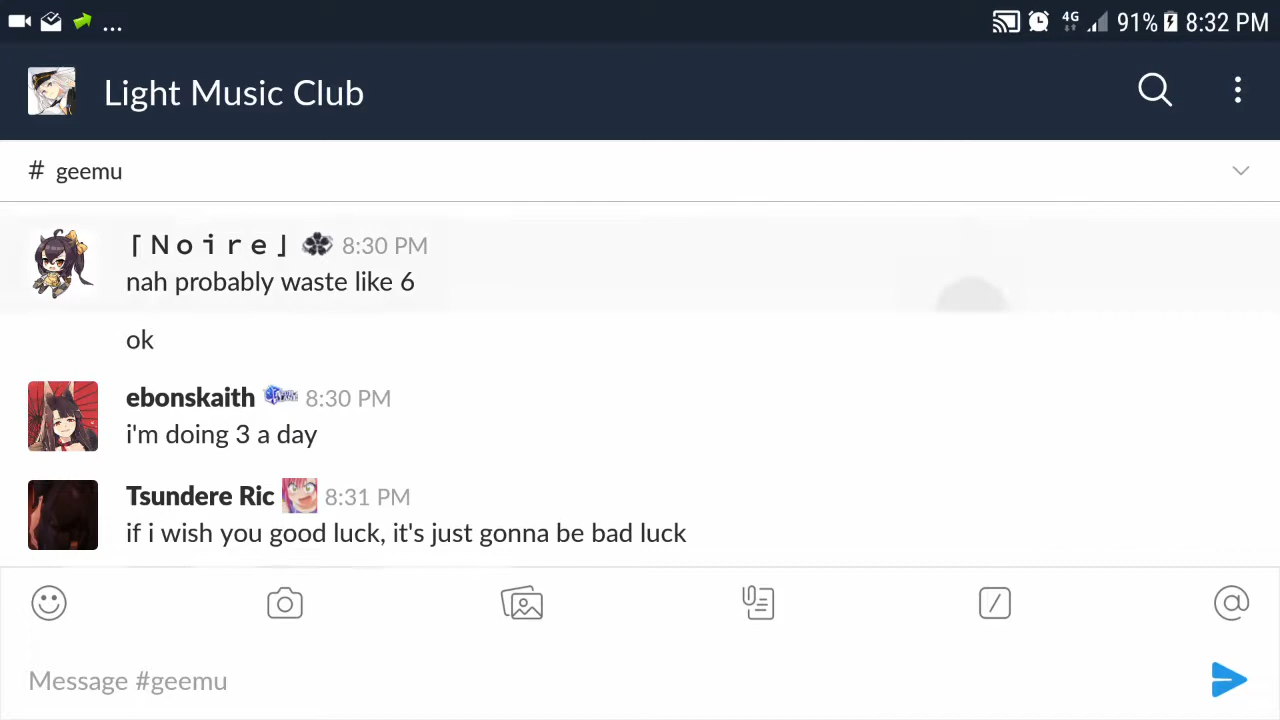 ... 4G 91% 8:32 PM
Light Music Club
# geemu
「Noire」 8:30 PM
nah probably waste like 6
ok
ebonskaith 8:30 PM
i'm doing 3 a day
Tsundere Ric 8:31 PM
if i wish you good luck, it's just gonna be bad luck
Message #geemu